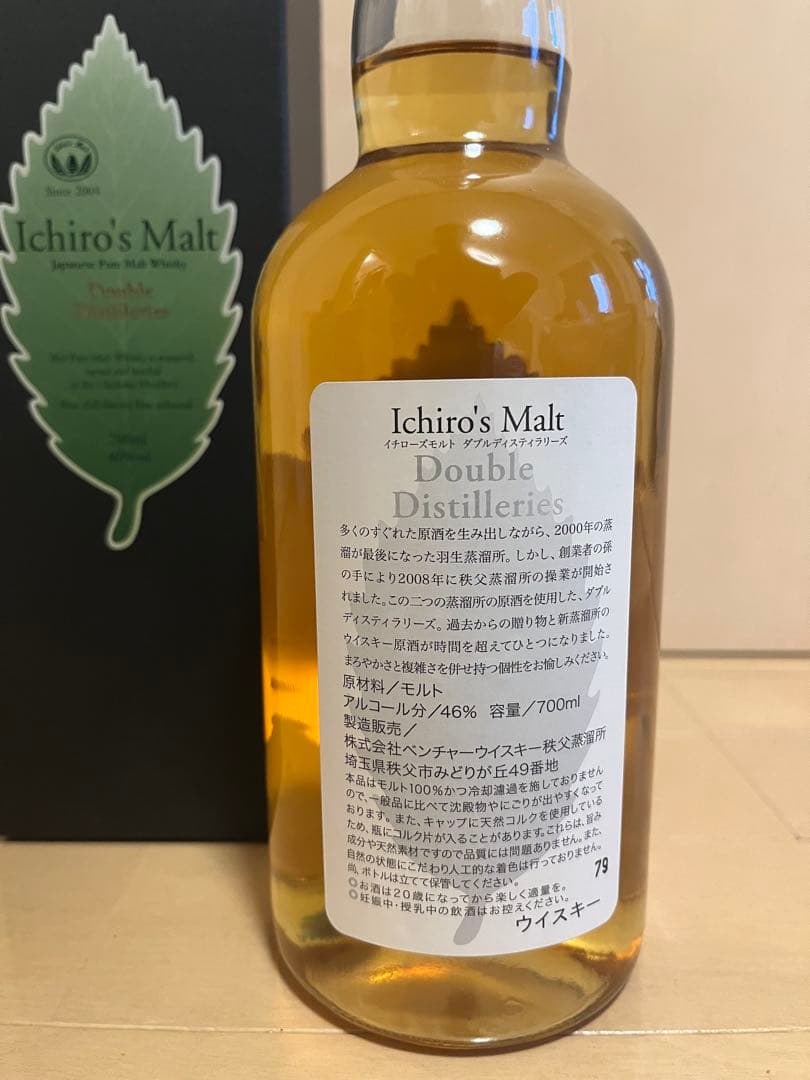 Since 2004
Ichiro's Malt
Japanese Pure Malt Whisky
Double
Distilleries
Ichiro's Malt
イチローズモルト ダブルディスティラリーズ
Double
Distilleries
多くのすぐれた原酒を生み出しながら、2000年の蒸
溜が最後になった羽生蒸溜所。しかし、創業者の孫
の手により2008年に秩父蒸溜所の操業が開始さ
れました。この二つの蒸溜所の原酒を使用した、ダブル
ディスティラリーズ。過去からの贈り物と新蒸溜所の
ウイスキー原酒が時間を超えてひとつになりました。
まろやかさと複雑さを併せ持つ個性をお愉しみください。
原材料／モルト
アルコール分／46% 容量／700ml
製造販売／
株式会社ベンチャーウイスキー秩父蒸溜所
埼玉県秩父市みどりが丘49番地
本品はモルト100%かつ冷却濾過を施しておりません
ので、一般品に比べて沈殿物やにごりが出やすくなって
おります。また、キャップに天然コルクを使用している
ため、瓶にコルク片が入ることがあります。これらは、旨み
成分や天然素材ですので品質には問題ありません。また、
自然の状態にこだわり人工的な着色は行っておりません。
尚、ボトルは立てて保管してください。
◎お酒は20歳になってから楽しく適量を。
◎妊娠中・授乳中の飲酒はお控えください。
79
ウイスキー